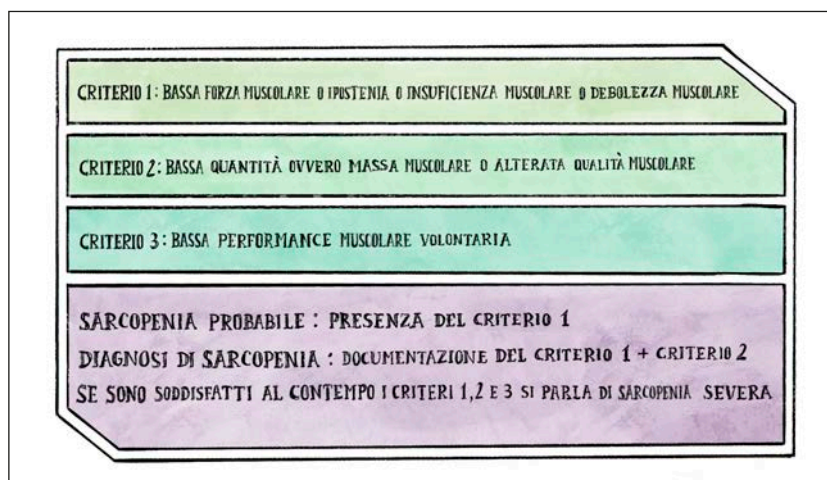 CRITERIO 1: BASSA FORZA MUSCOLARE O IPOSTENIA O INSUFICIENZA MUSCOLARE O DEBOLEZZA MUSCOLARE
CRITERIO 2: BASSA QUANTITÀ OVVERO MASSA MUSCOLARE O ALTERATA QUALITÀ MUSCOLARE
CRITERIO 3: BASSA PERFORMANCE MUSCOLARE VOLONTARIA
SARCOPENIA PROBABILE: PRESENZA DEL CRITERIO 1
DIAGNOSI DI SARCOPENIA: DOCUMENTAZIONE DEL CRITERIO 1 + CRITERIO 2
SE SONO SODDISFATTI AL CONTEMPO I CRITERI 1,2 E 3 SI PARLA DI SARCOPENIA SEVERA